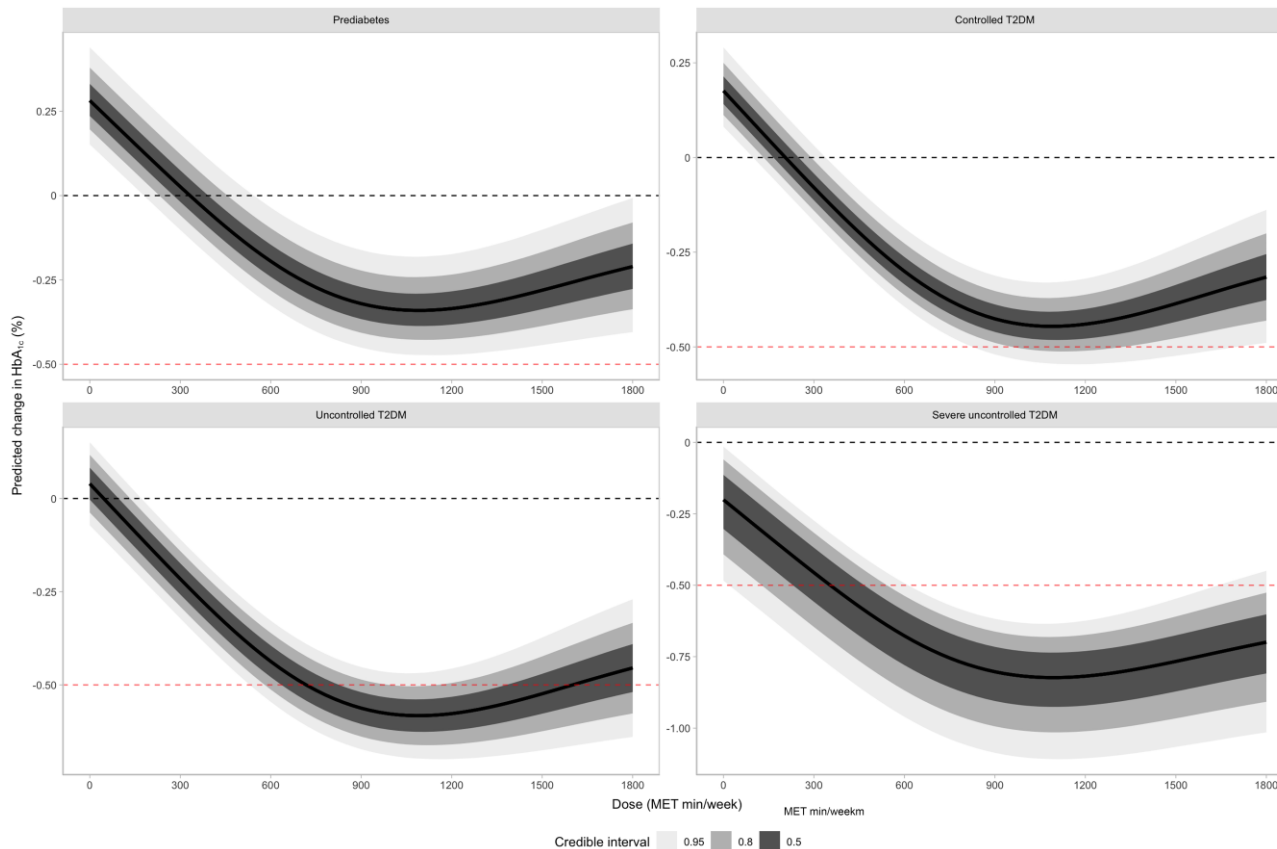 Prediabetes
Controlled T2DM
0.25
0
-0.25
-0.50
0.25
0
-0.25
-0.50
0 300 600 900 1200 1500 1800
0 300 600 900 1200 1500 1800
Predicted change in HbA1c (%)
Uncontrolled T2DM
Severe uncontrolled T2DM
0
-0.25
-0.50
0
-0.25
-0.50
-0.75
-1.00
0 300 600 900 1200 1500 1800
0 300 600 900 1200 1500 1800
Dose (MET min/week)
MET min/weekm
Credible interval 0.95 0.8 0.5